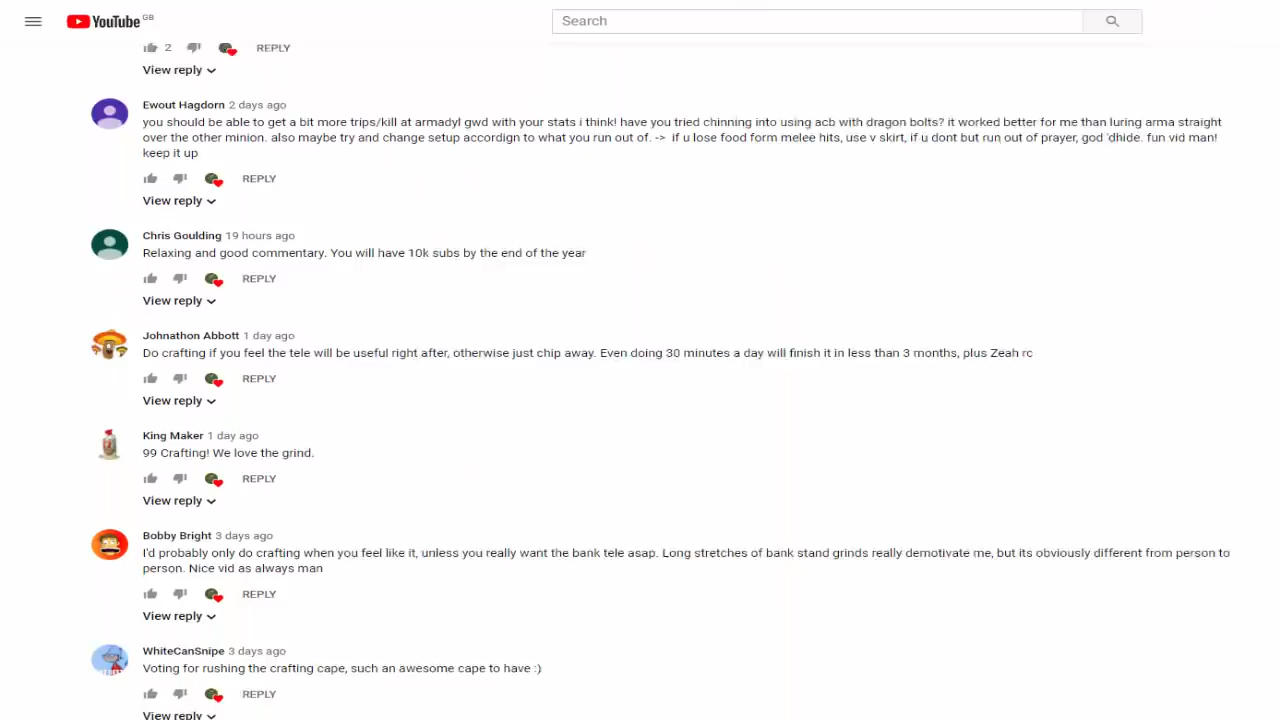 YouTube GB
Search
2 REPLY
View reply
Ewout Hagdorn 2 days ago
you should be able to get a bit more trips/kill at armadyl gwd with your stats i think! have you tried chinning into using acb with dragon bolts? it worked better for me than luring arma straight
over the other minion. also maybe try and change setup accordign to what you run out of. -> if u lose food form melee hits, use v skirt, if u dont but run out of prayer, god 'dhide. fun vid man!
keep it up
REPLY
View reply
Chris Goulding 19 hours ago
Relaxing and good commentary. You will have 10k subs by the end of the year
REPLY
View reply
Johnathon Abbott 1 day ago
Do crafting if you feel the tele will be useful right after, otherwise just chip away. Even doing 30 minutes a day will finish it in less than 3 months, plus Zeah rc
REPLY
View reply
King Maker 1 day ago
99 Crafting! We love the grind.
REPLY
View reply
Bobby Bright 3 days ago
I'd probably only do crafting when you feel like it, unless you really want the bank tele asap. Long stretches of bank stand grinds really demotivate me, but its obviously different from person to
person. Nice vid as always man
REPLY
View reply
WhiteCanSnipe 3 days ago
Voting for rushing the crafting cape, such an awesome cape to have :)
REPLY
View reply